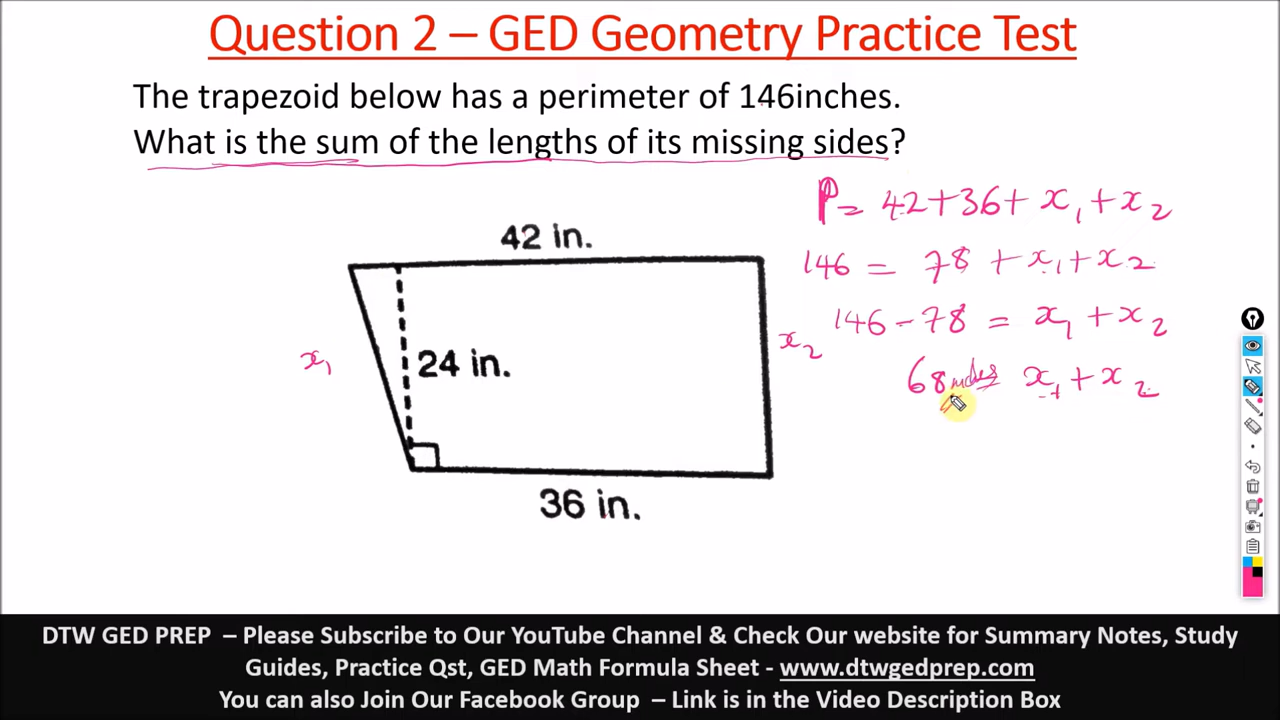 Question 2 – GED Geometry Practice Test
The trapezoid below has a perimeter of 146inches.
What is the sum of the lengths of its missing sides?
P = 42+36+ x₁ + x₂
42 in.
146 = 78 + x₁ + x₂
146 - 78 = x₁ + x₂
x₂
x₁
24 in.
68 x₁ + x₂
36 in.
DTW GED PREP – Please Subscribe to Our YouTube Channel & Check Our website for Summary Notes, Study
Guides, Practice Qst, GED Math Formula Sheet - www.dtwgedprep.com
You can also Join Our Facebook Group – Link is in the Video Description Box